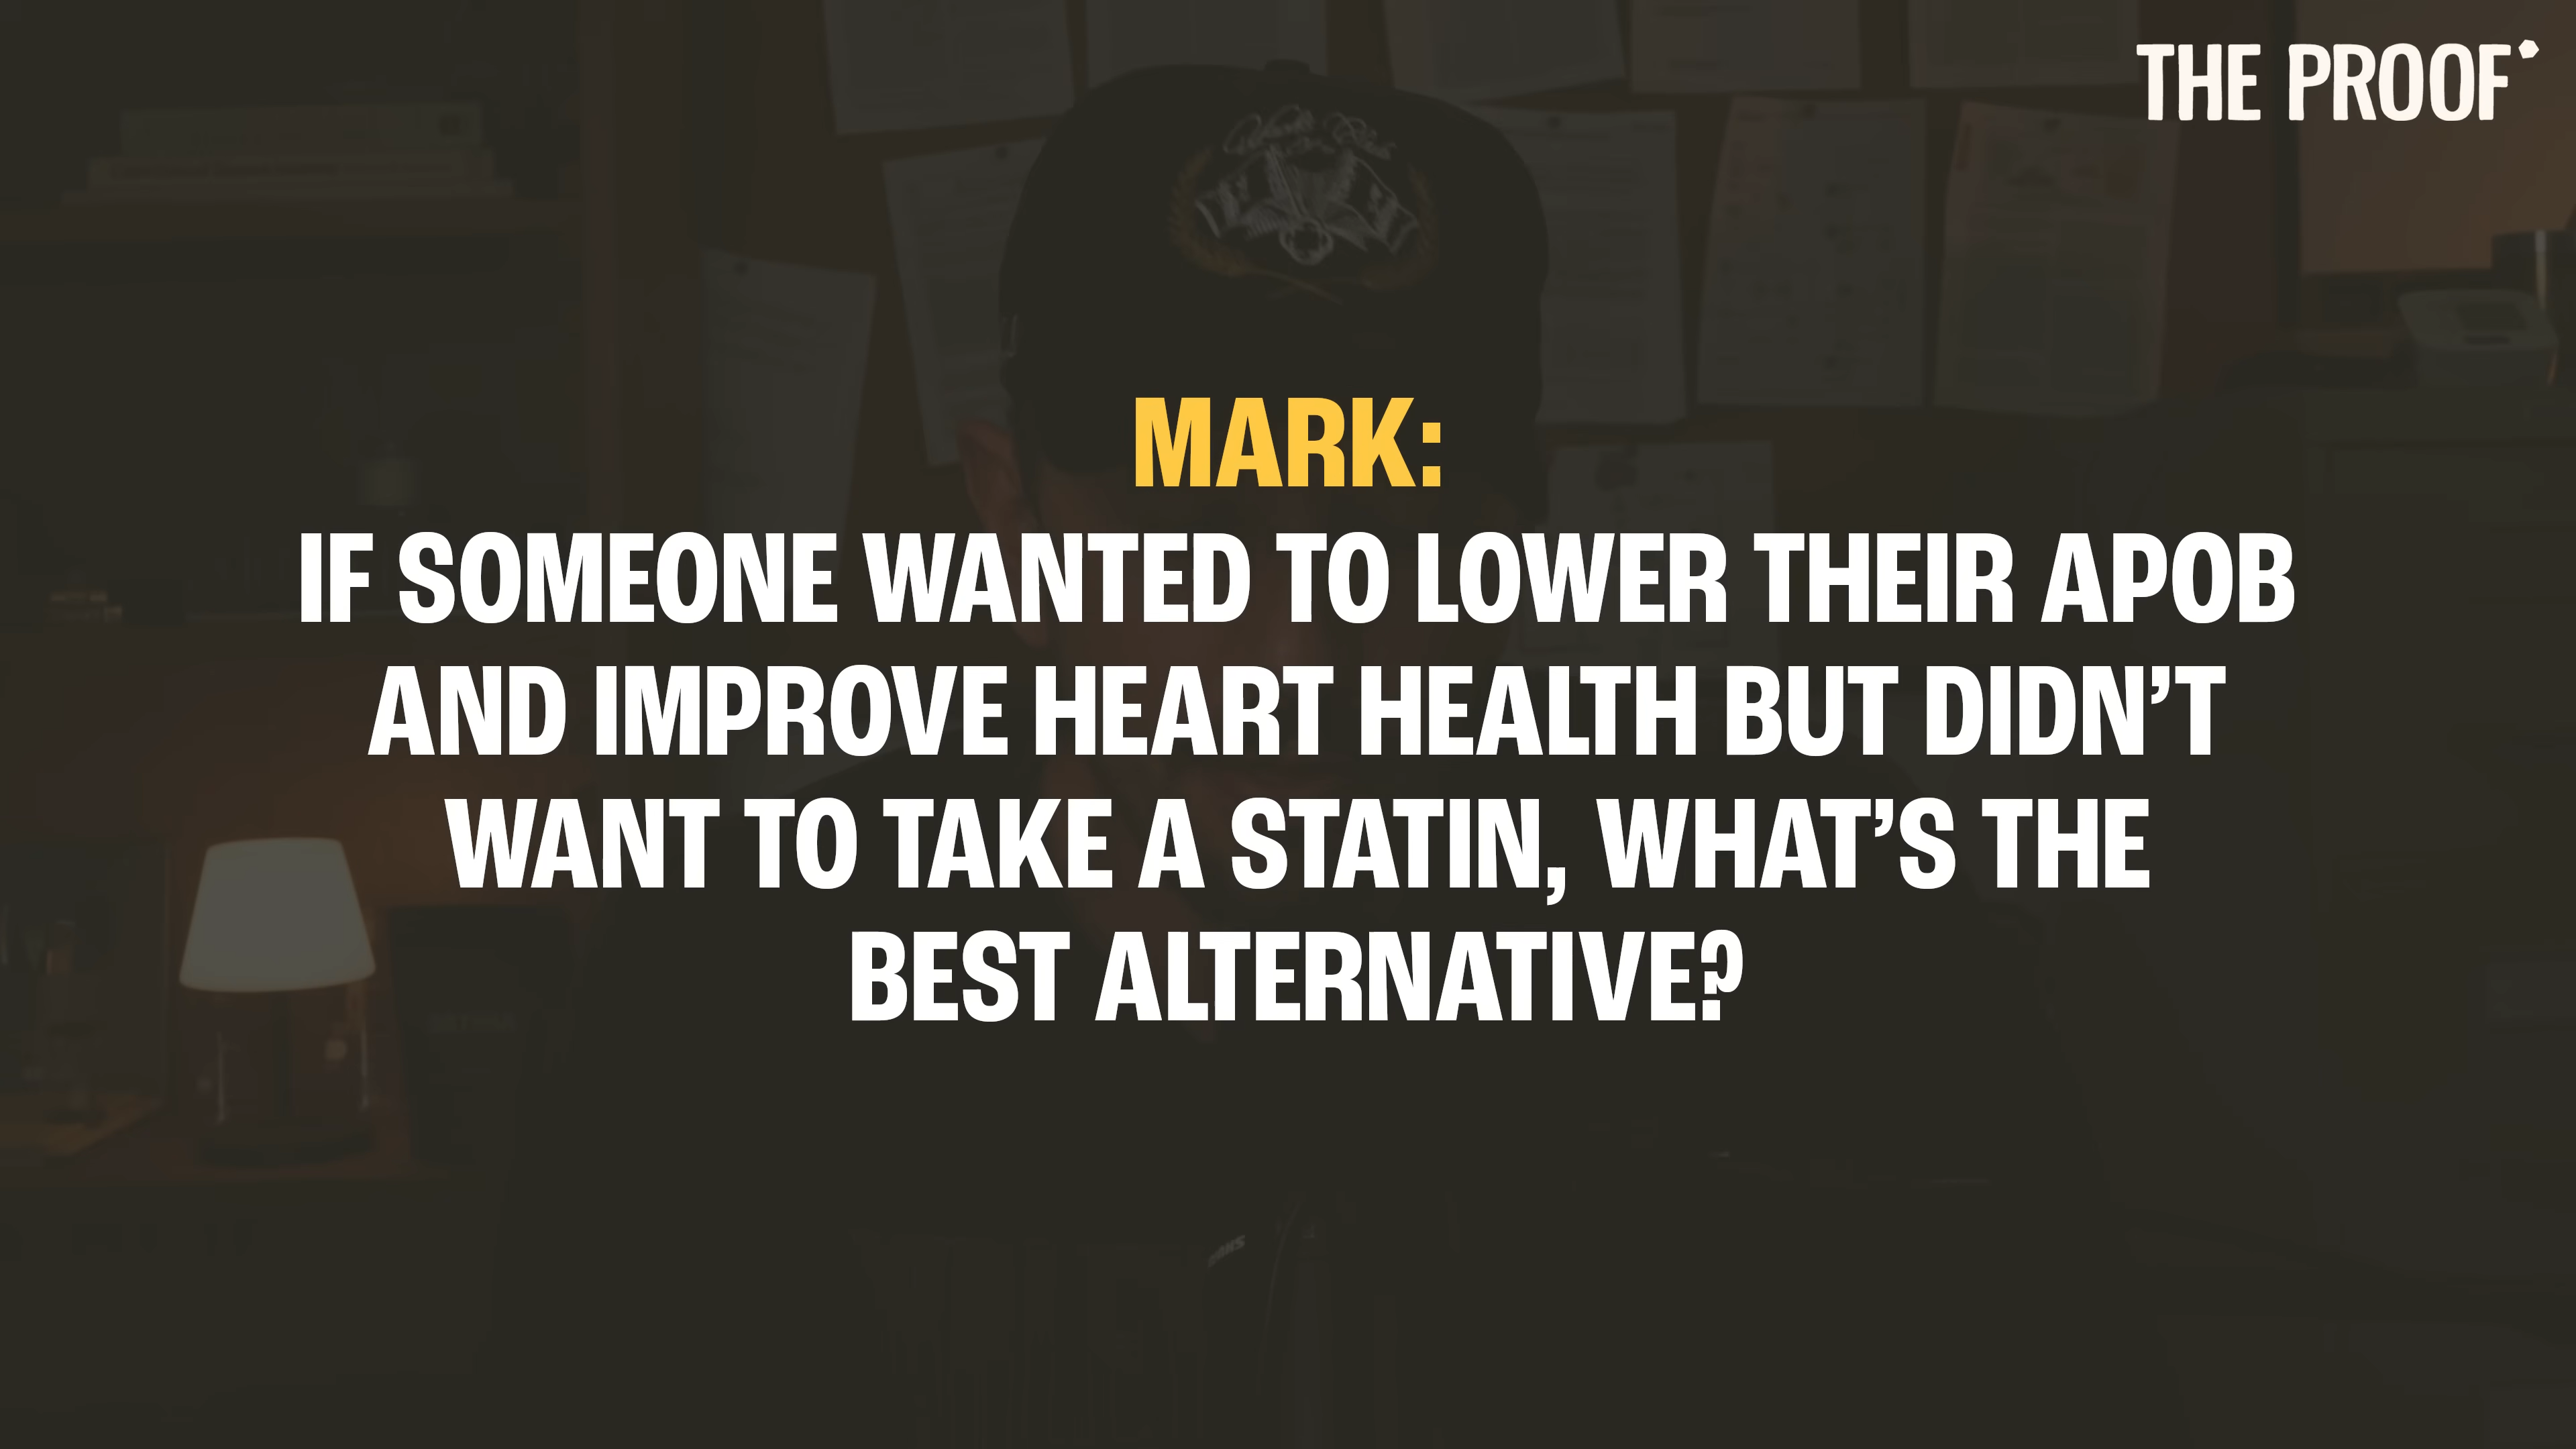 THE PROOF
MARK:
IF SOMEONE WANTED TO LOWER THEIR APOB
AND IMPROVE HEART HEALTH BUT DIDN’T
WANT TO TAKE A STATIN, WHAT’S THE
BEST ALTERNATIVE?